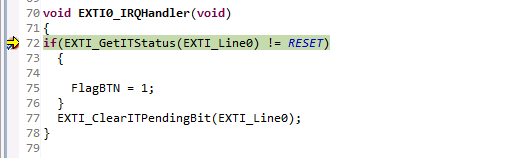 70 void EXTI0_IRQHandler(void)
71 {
72 if(EXTI_GetITStatus(EXTI_Line0) != RESET)
73 {
74
75 FlagBTN = 1;
76 }
77 EXTI_ClearITPendingBit(EXTI_Line0);
78 }
79